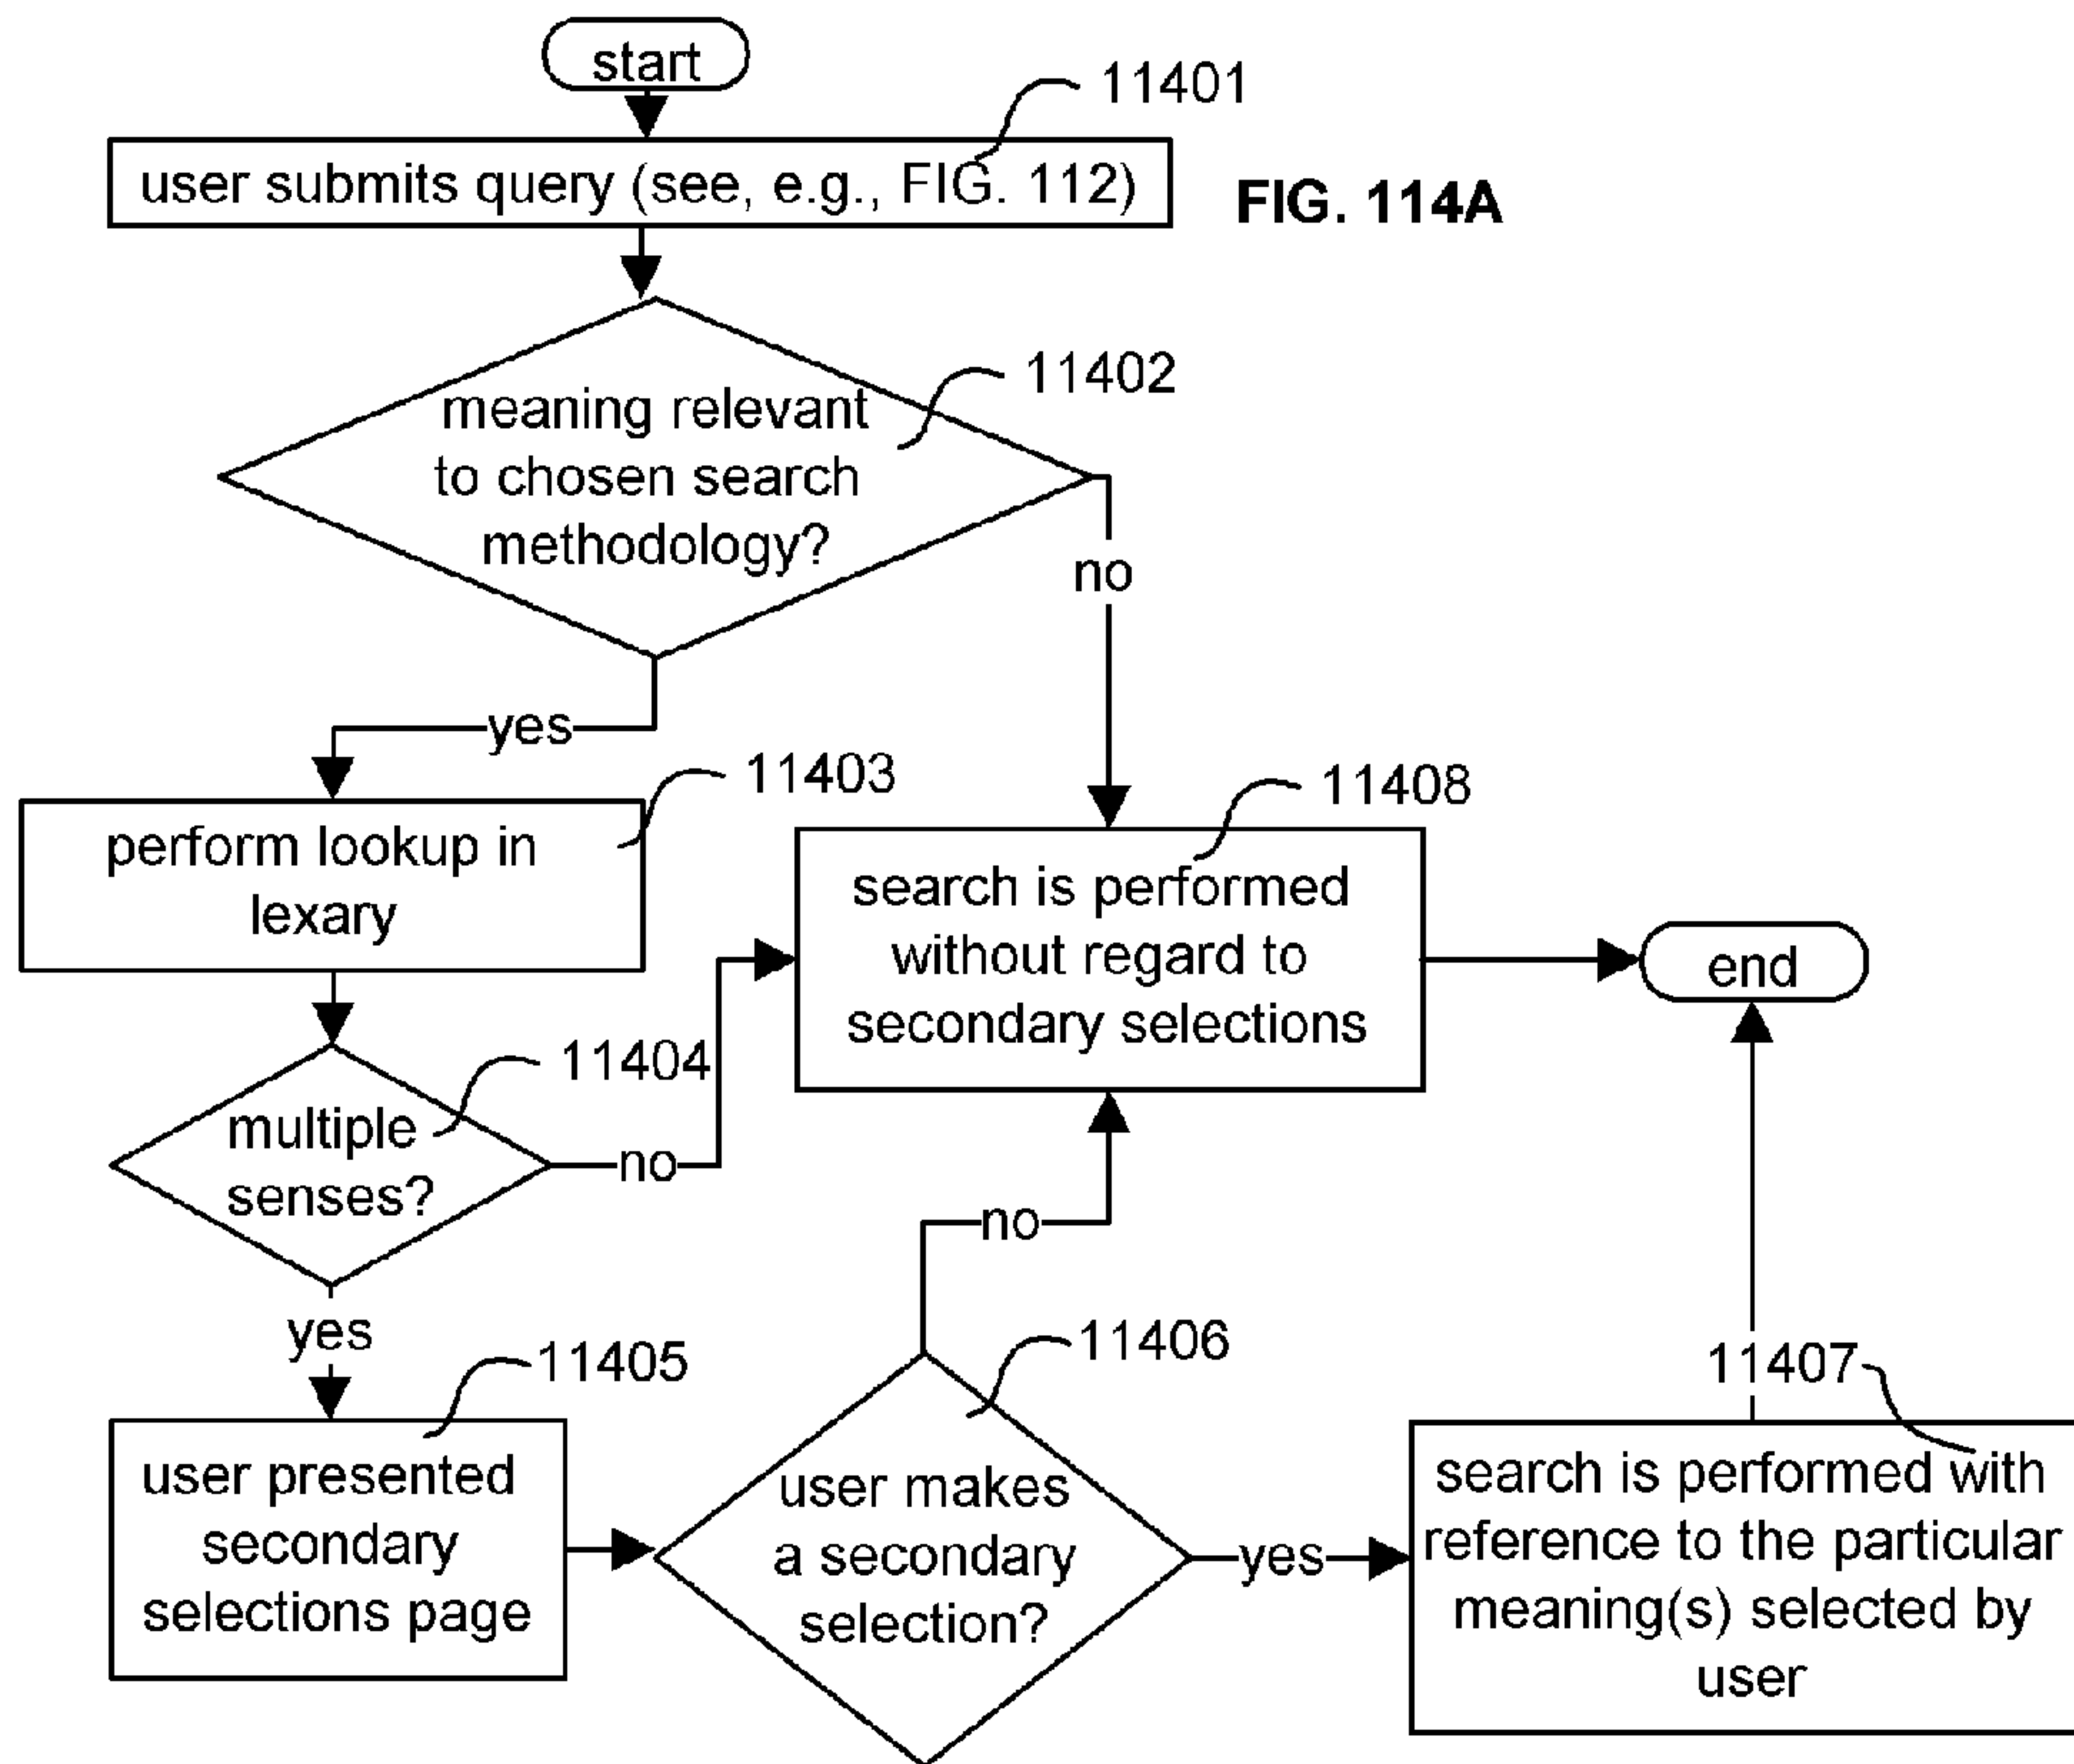 start
11401
user submits query (see, e.g., FIG. 112)
FIG. 114A
11402
meaning relevant
to chosen search
methodology?
no
yes
11403
perform lookup in
lexary
11408
search is performed
without regard to
secondary selections
end
11404
multiple
senses?
no
no
yes
11405
user presented
secondary
selections page
11406
user makes
a secondary
selection?
yes
11407
search is performed with
reference to the particular
meaning(s) selected by
user